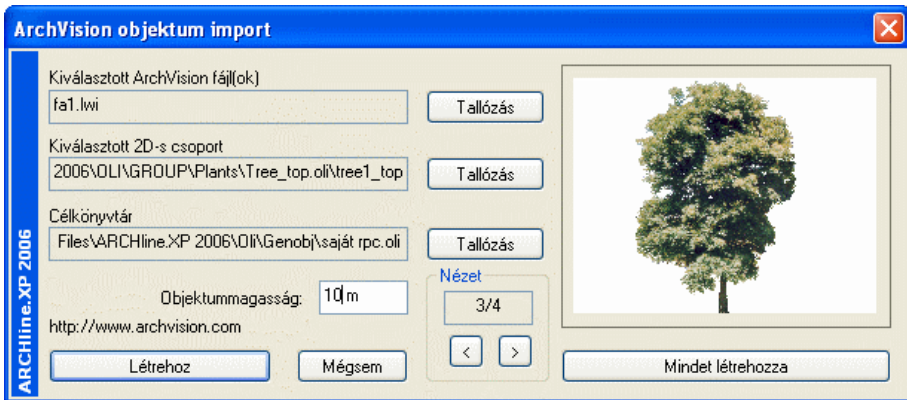 ArchVision objektum import
Kiválasztott ArchVision fájl(ok)
fa1.lwi
Tallózás
Kiválasztott 2D-s csoport
2006\OLI\GROUP\Plants\Tree_top.oli\tree1_top
Tallózás
Célkönyvtár
Files\ARCHline.XP 2006\Oli\Genobj\saját rpc.oli
Tallózás
Objektummagasság:
10 m
Nézet
3/4
< >
http://www.archvision.com
Létrehoz
Mégsem
Mindet létrehozza
ARCHline.XP 2006